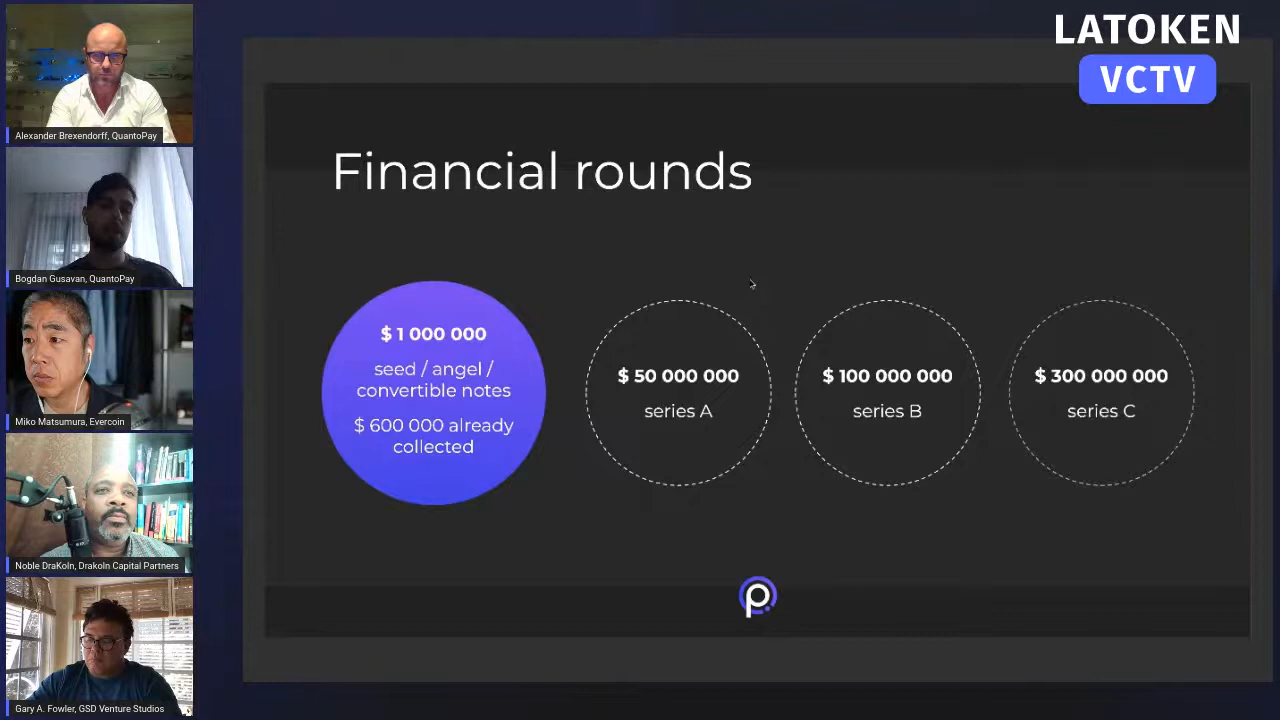 LATOKEN
VCTV
Alexander Brexendorff, QuantoPay
Bogdan Gusavan, QuantoPay
Miko Matsumura, Evercoin
Noble DraKoln, Drakoln Capital Partners
Gary A. Fowler, GSD Venture Studios
Financial rounds
$ 1 000 000
seed / angel /
convertible notes
$ 600 000 already
collected
$ 50 000 000
series A
$ 100 000 000
series B
$ 300 000 000
series C